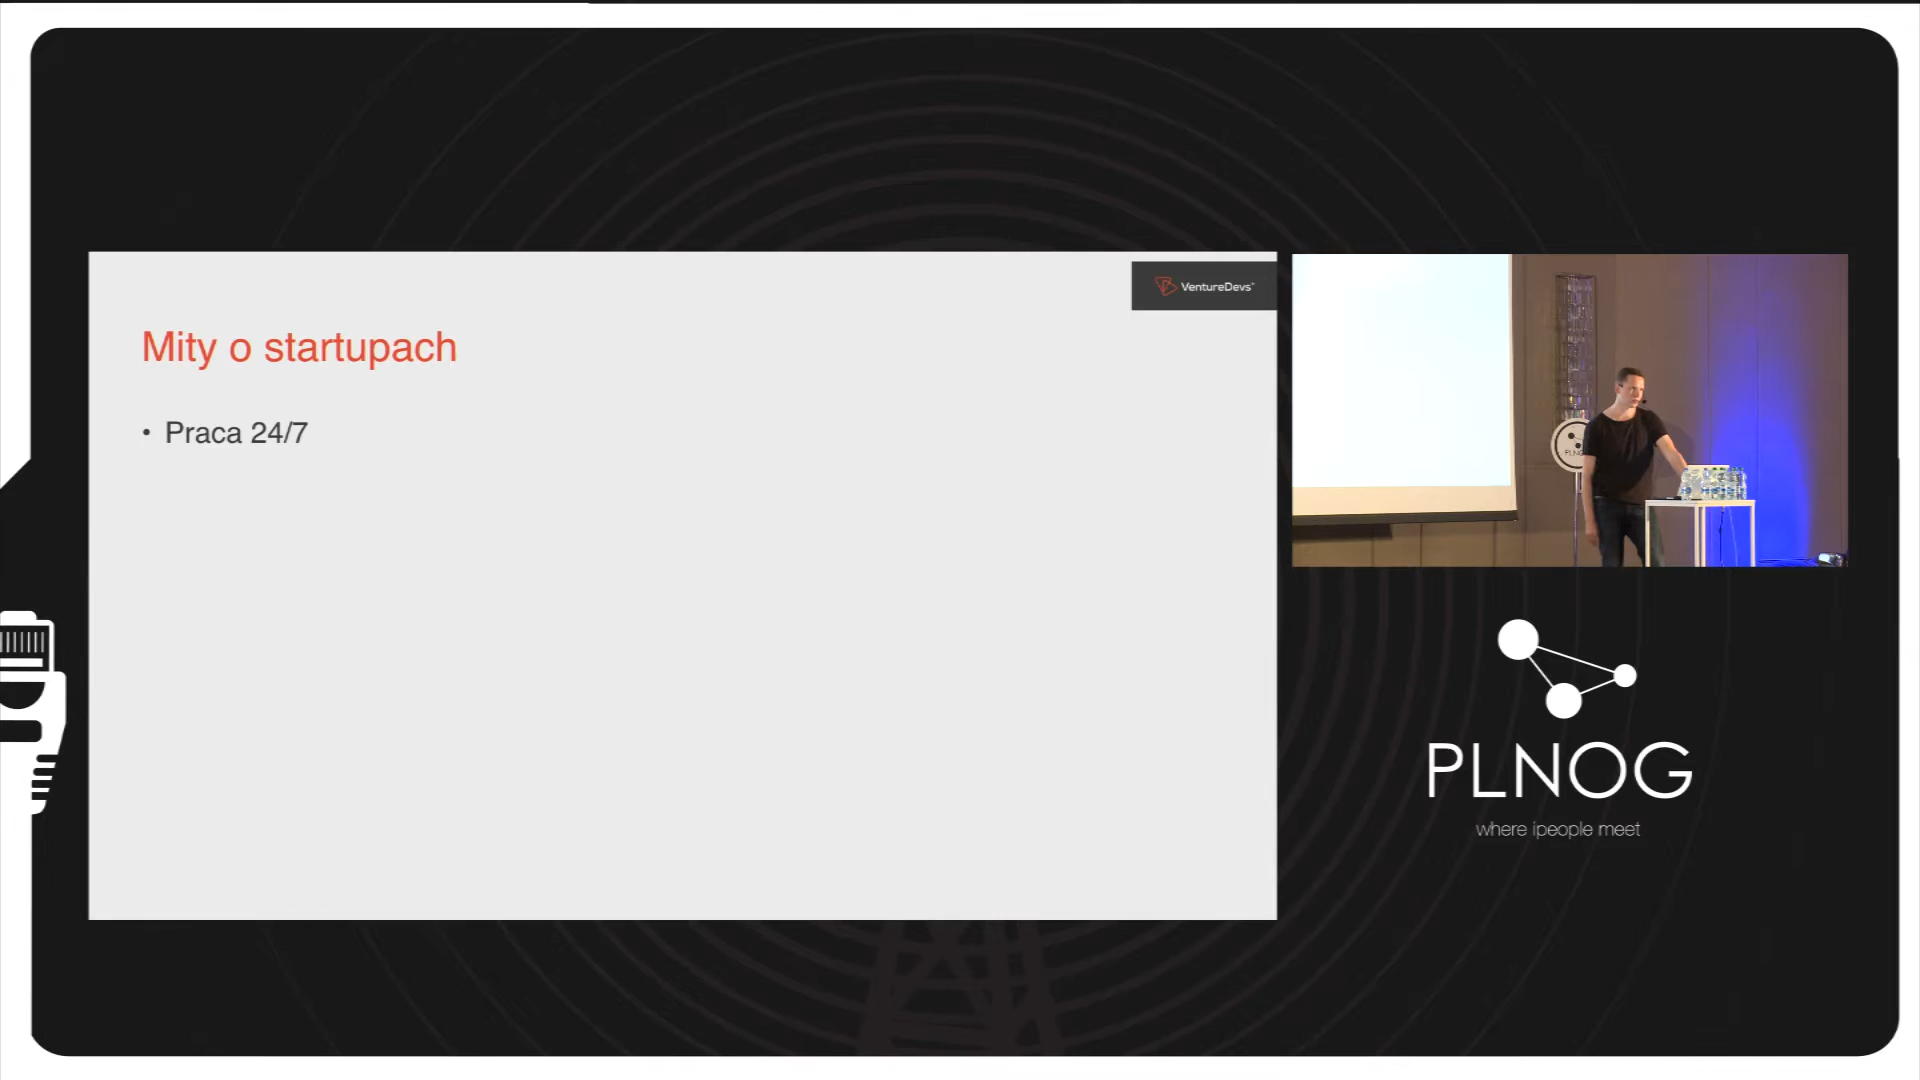 VentureDevs
Mity o startupach
• Praca 24/7
PLNOG
where ipeople meet